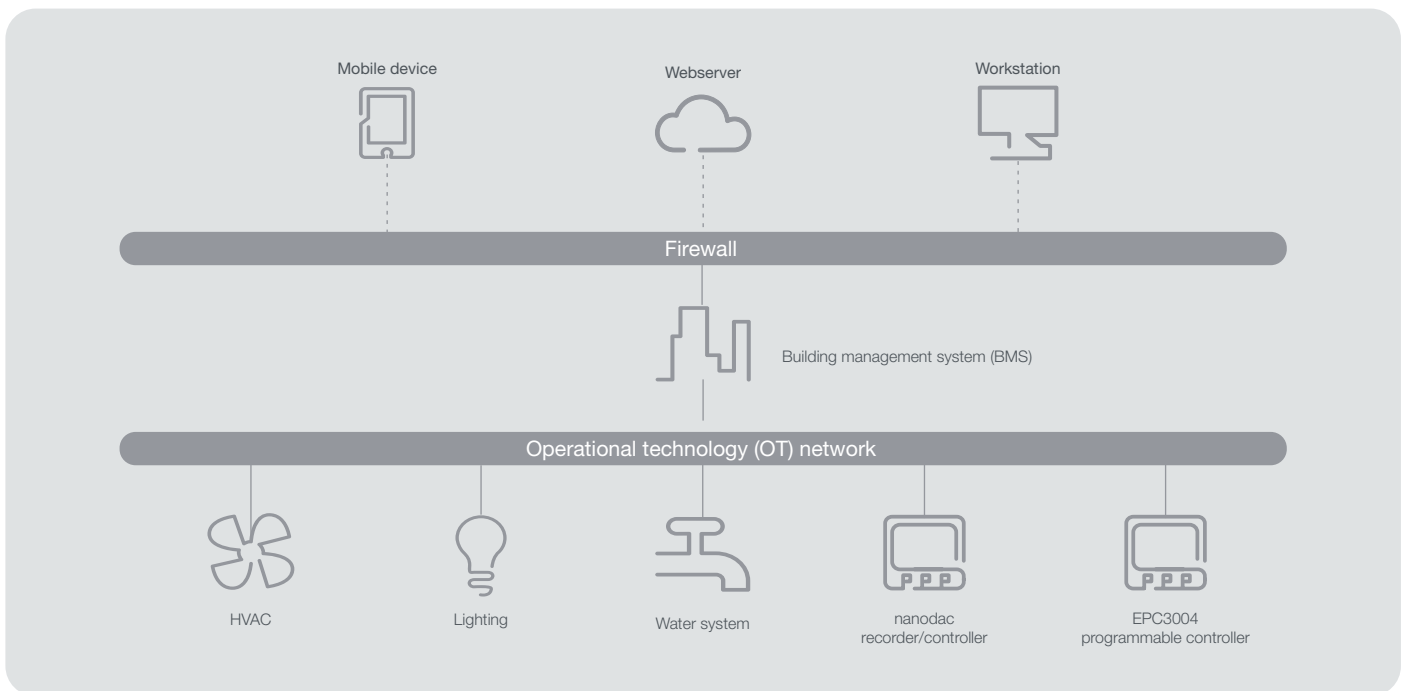 Mobile device
Webserver
Workstation
Firewall
Building management system (BMS)
Operational technology (OT) network
HVAC
Lighting
Water system
nanodac
recorder/controller
EPC3004
programmable controller